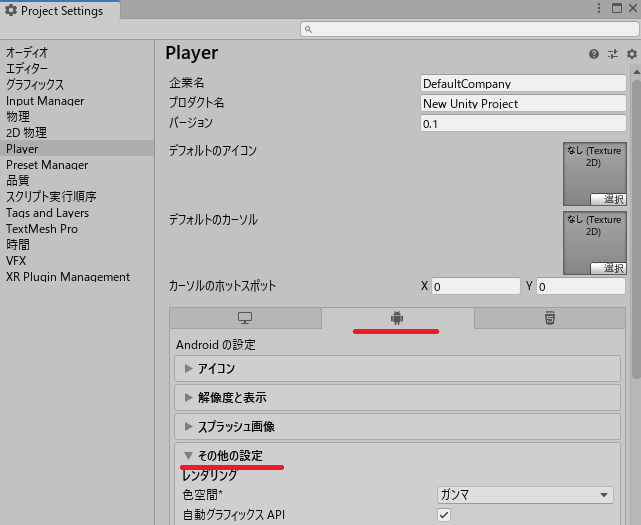 Project Settings
オーディオ
エディター
グラフィックス
Input Manager
物理
2D 物理
Player
Preset Manager
品質
スクリプト実行順序
Tags and Layers
TextMesh Pro
時間
VFX
XR Plugin Management
Player
企業名 DefaultCompany
プロダクト名 New Unity Project
バージョン 0.1
デフォルトのアイコン
なし (Texture
2D)
選択
デフォルトのカーソル
なし (Texture
2D)
選択
カーソルのホットスポット X 0 Y 0
Android の設定
アイコン
解像度と表示
スプラッシュ画像
その他の設定
レンダリング
色空間* ガンマ
自動グラフィックス API